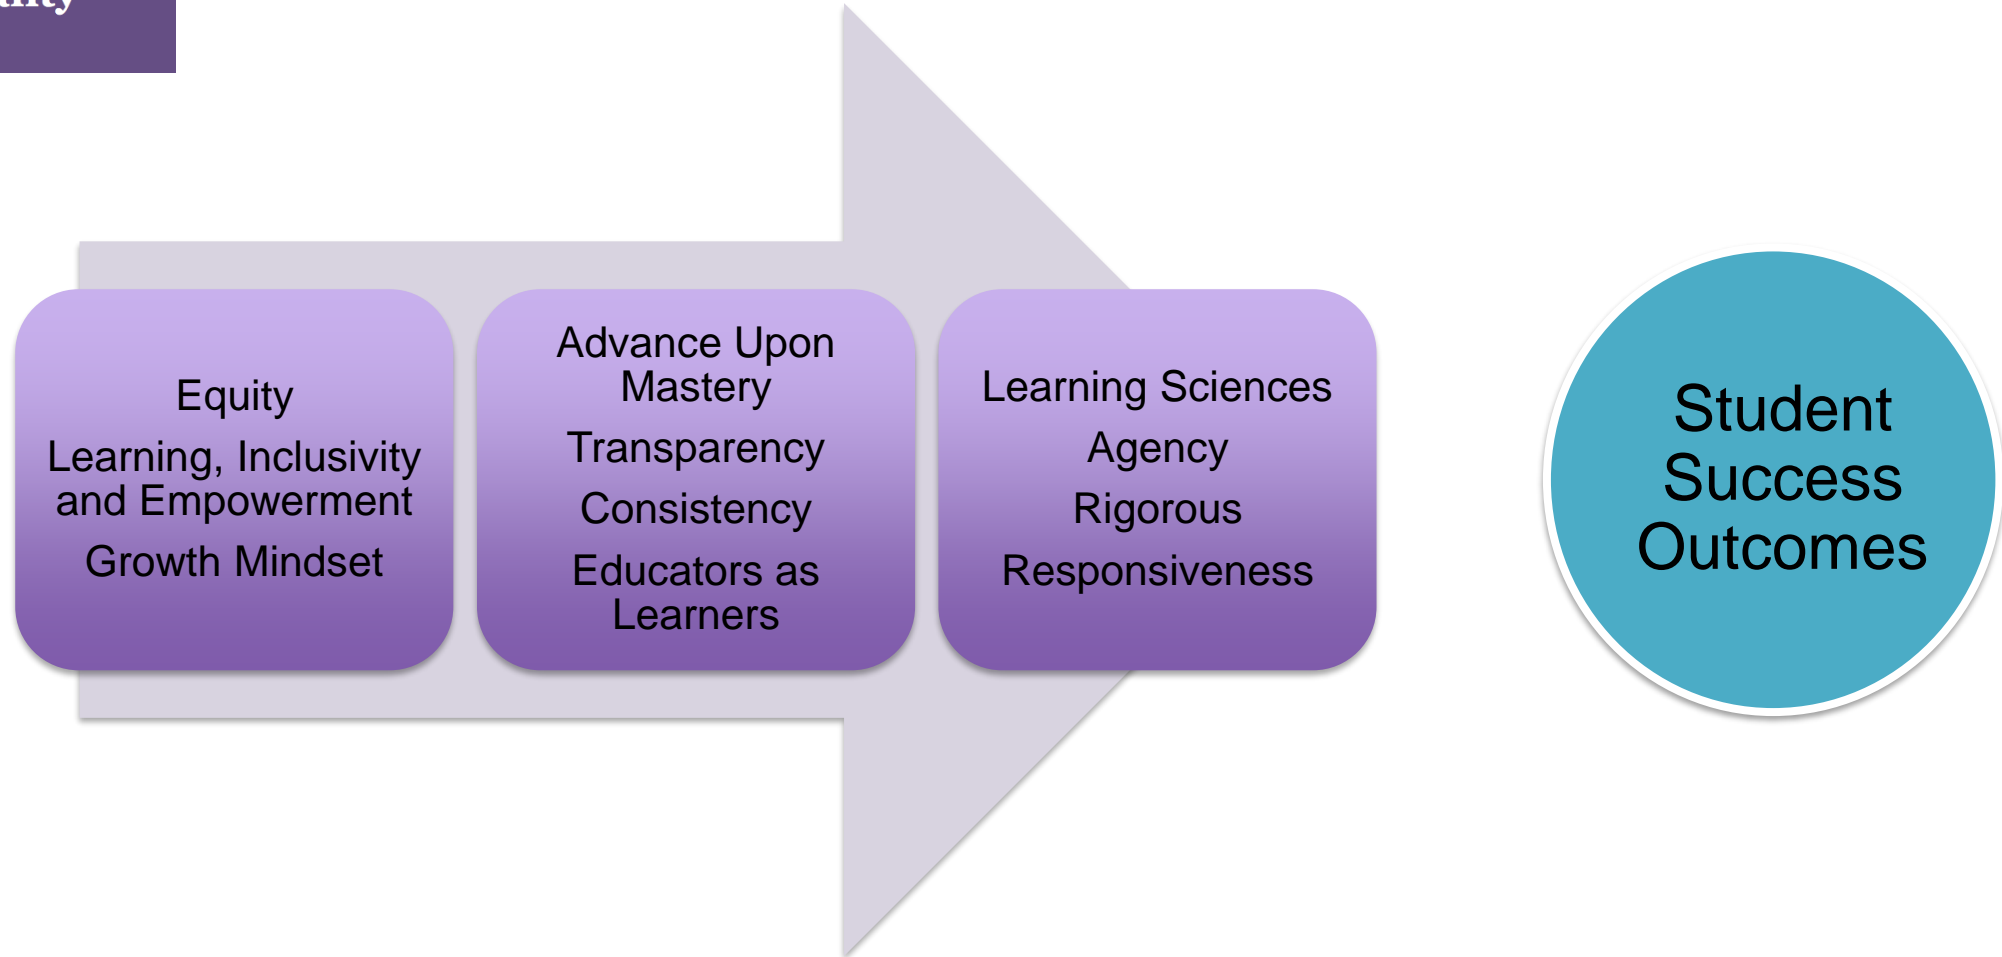 Equity
Learning, Inclusivity
and Empowerment
Growth Mindset
Advance Upon
Mastery
Transparency
Consistency
Educators as
Learners
Learning Sciences
Agency
Rigorous
Responsiveness
Student
Success
Outcomes